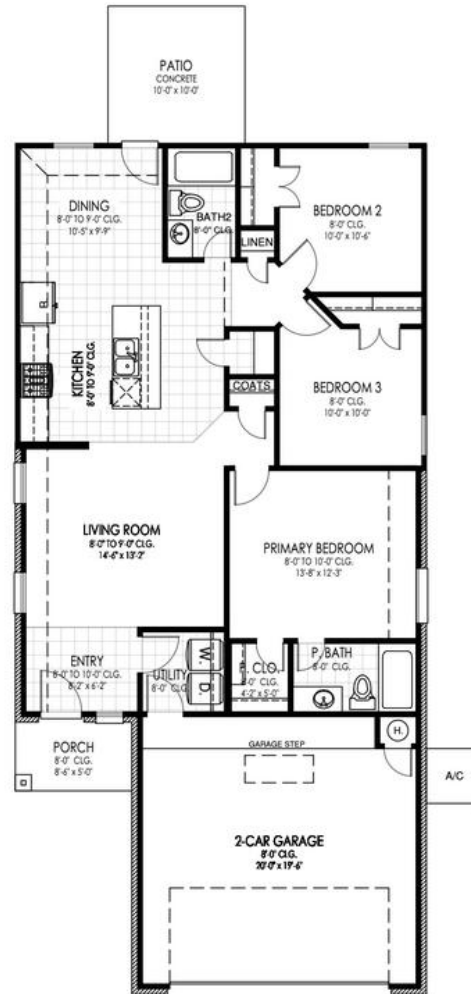 PATIO
CONCRETE
10'-0" x 10'-0"
DINING
8'-0" TO 9'-0" CLG.
10'-5" x 9'-9"
BATH2
8'-0" CLG.
LINEN
BEDROOM 2
8'-0" CLG.
10'-0" x 10'-6"
KITCHEN
8'-0" TO 9'-0" CLG.
COATS
BEDROOM 3
8'-0" CLG.
10'-0" x 10'-0"
LIVING ROOM
8'-0" TO 9'-0" CLG.
14'-6" x 13'-2"
PRIMARY BEDROOM
8'-0" TO 10'-0" CLG.
13'-8" x 12'-3"
ENTRY
8'-0" TO 10'-0" CLG.
8'-2" x 6'-2"
UTILITY
8'-0" CLG.
W.
D.
P. CLO.
8'-0" CLG.
4'-2" x 5'-0"
P. BATH
8'-0" CLG.
PORCH
8'-0" CLG.
8'-6" x 5'-0"
GARAGE STEP
H.
A/C
2-CAR GARAGE
8'-0" CLG.
20'-0" x 19'-6"